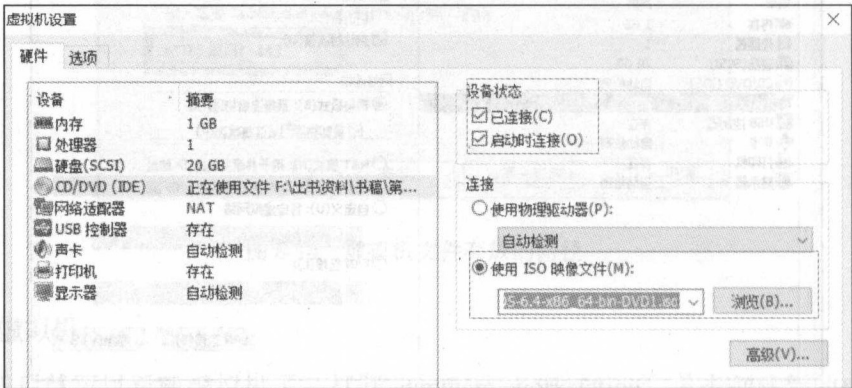 虚拟机设置
硬件 选项
设备 摘要
内存 1 GB
处理器 1
硬盘(SCSI) 20 GB
CD/DVD (IDE) 正在使用文件 F:\出书资料\书稿\第...
网络适配器 NAT
USB 控制器 存在
声卡 自动检测
打印机 存在
显示器 自动检测
设备状态
已连接(C)
启动时连接(O)
连接
使用物理驱动器(P):
自动检测
使用 ISO 映像文件(M):
S-6.4-x86_64-bin-DVD1.iso 浏览(B)...
高级(V)...